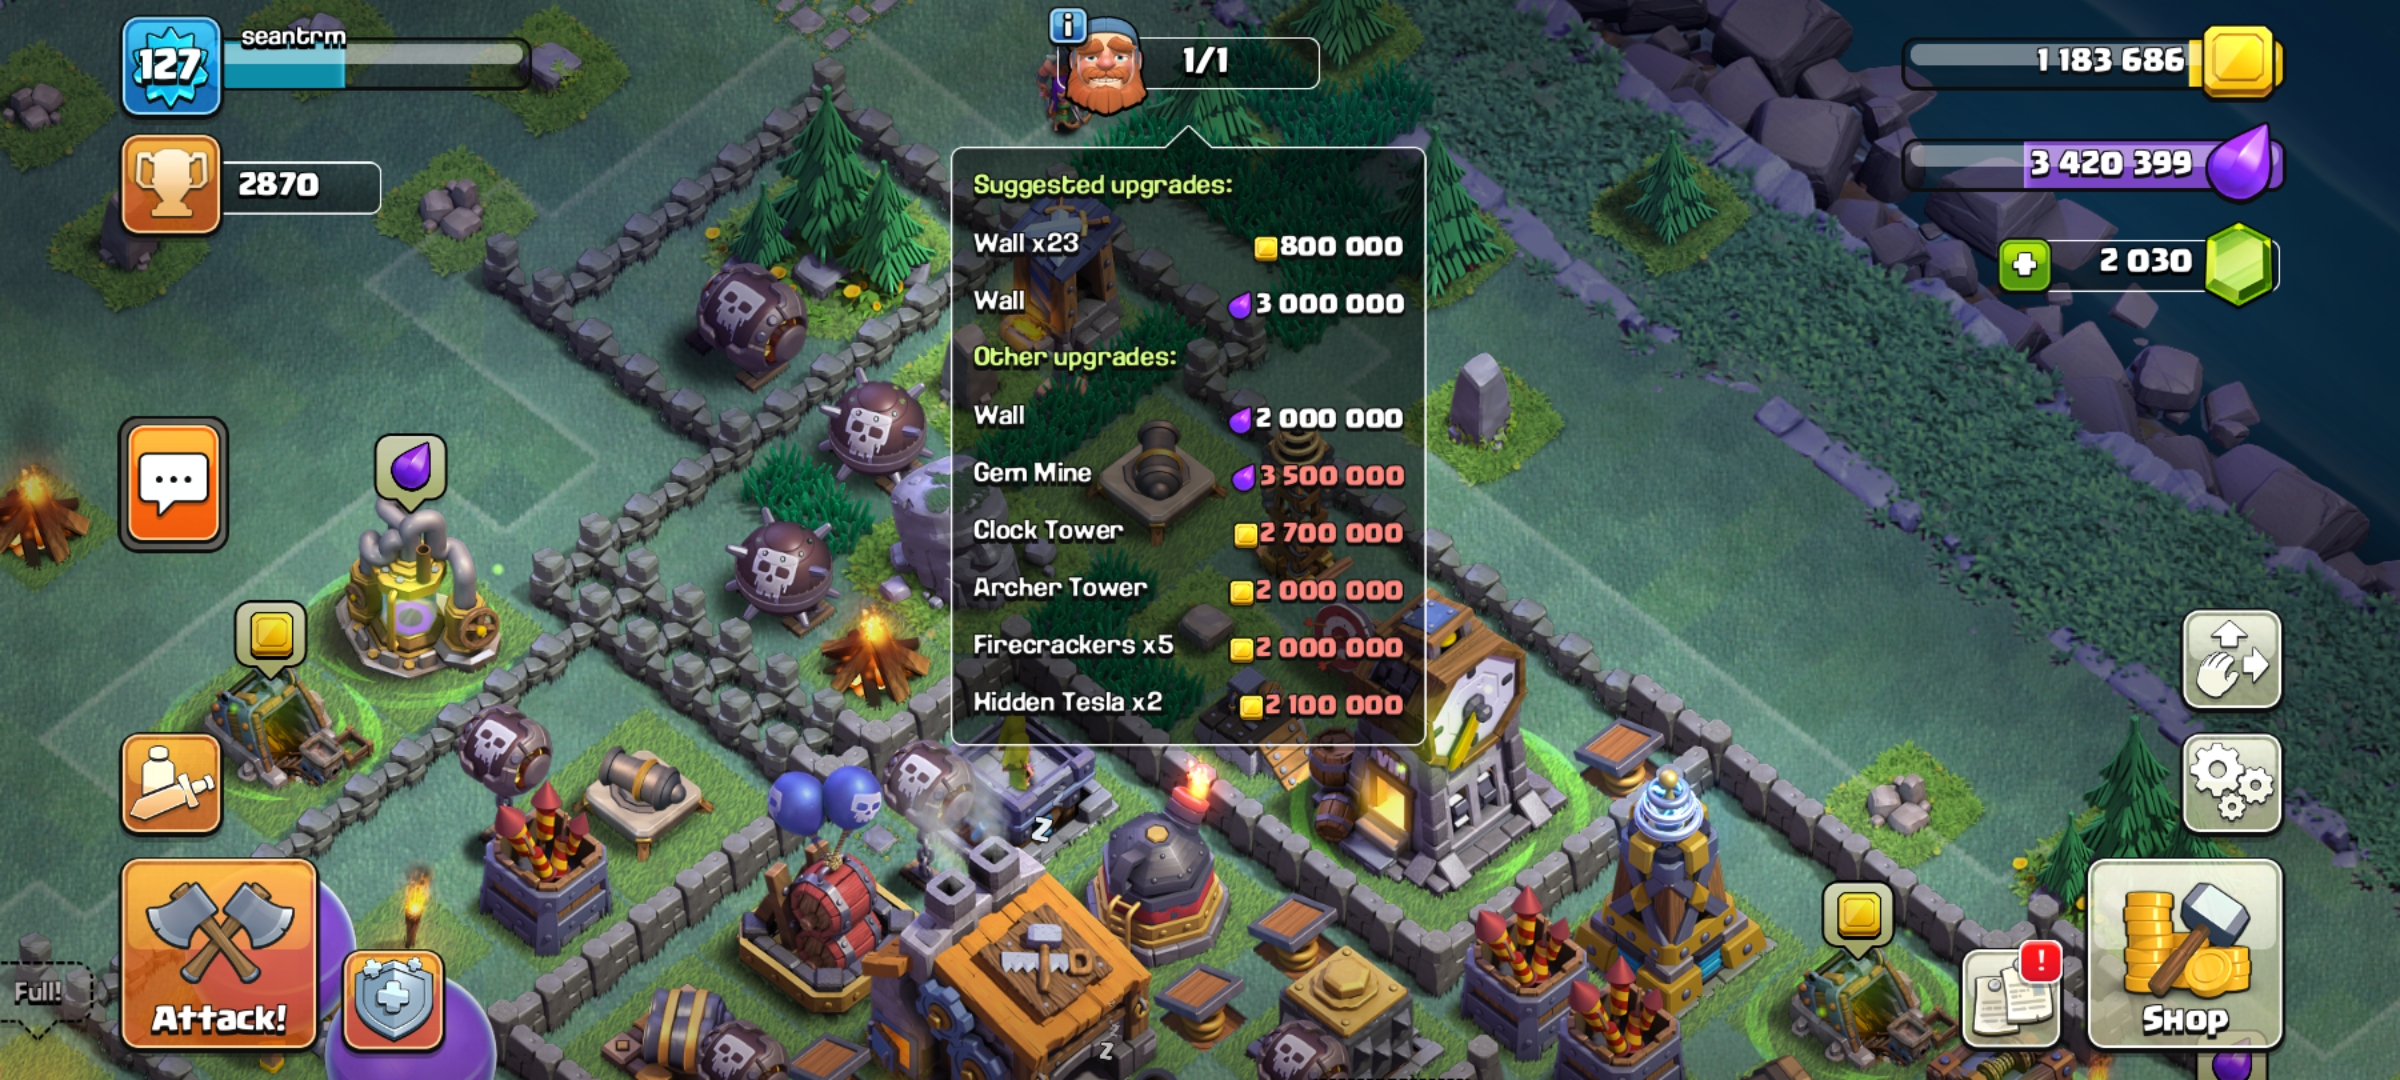 127
seantrm
1/1
1 183 686
3 420 399
2 030
2870
Suggested upgrades:
Wall x23 800 000
Wall 3 000 000
Other upgrades:
Wall 2 000 000
Gem Mine 3 500 000
Clock Tower 2 700 000
Archer Tower 2 000 000
Firecrackers x5 2 000 000
Hidden Tesla x2 2 100 000
Z
Z
Full!
Attack!
!
Shop